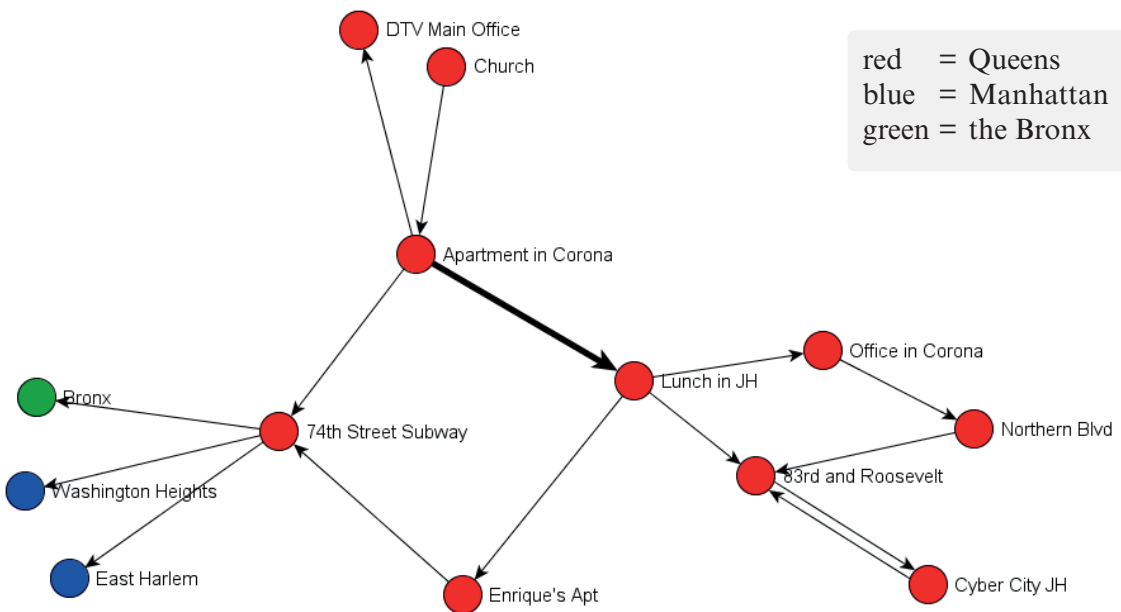 DTV Main Office
Church
red = Queens
blue = Manhattan
green = the Bronx
Apartment in Corona
Office in Corona
Lunch in JH
Bronx
74th Street Subway
Northern Blvd
83rd and Roosevelt
Washington Heights
East Harlem
Enrique's Apt
Cyber City JH